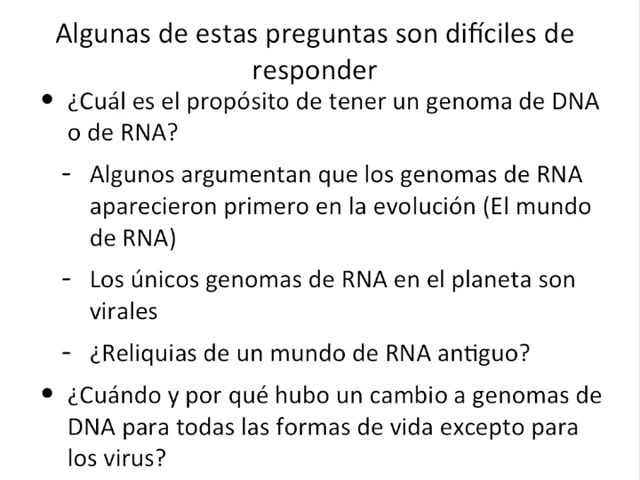 Algunas de estas preguntas son difíciles de
responder
• ¿Cuál es el propósito de tener un genoma de DNA
o de RNA?
- Algunos argumentan que los genomas de RNA
aparecieron primero en la evolución (El mundo
de RNA)
- Los únicos genomas de RNA en el planeta son
virales
- ¿Reliquias de un mundo de RNA antiguo?
• ¿Cuándo y por qué hubo un cambio a genomas de
DNA para todas las formas de vida excepto para
los virus?